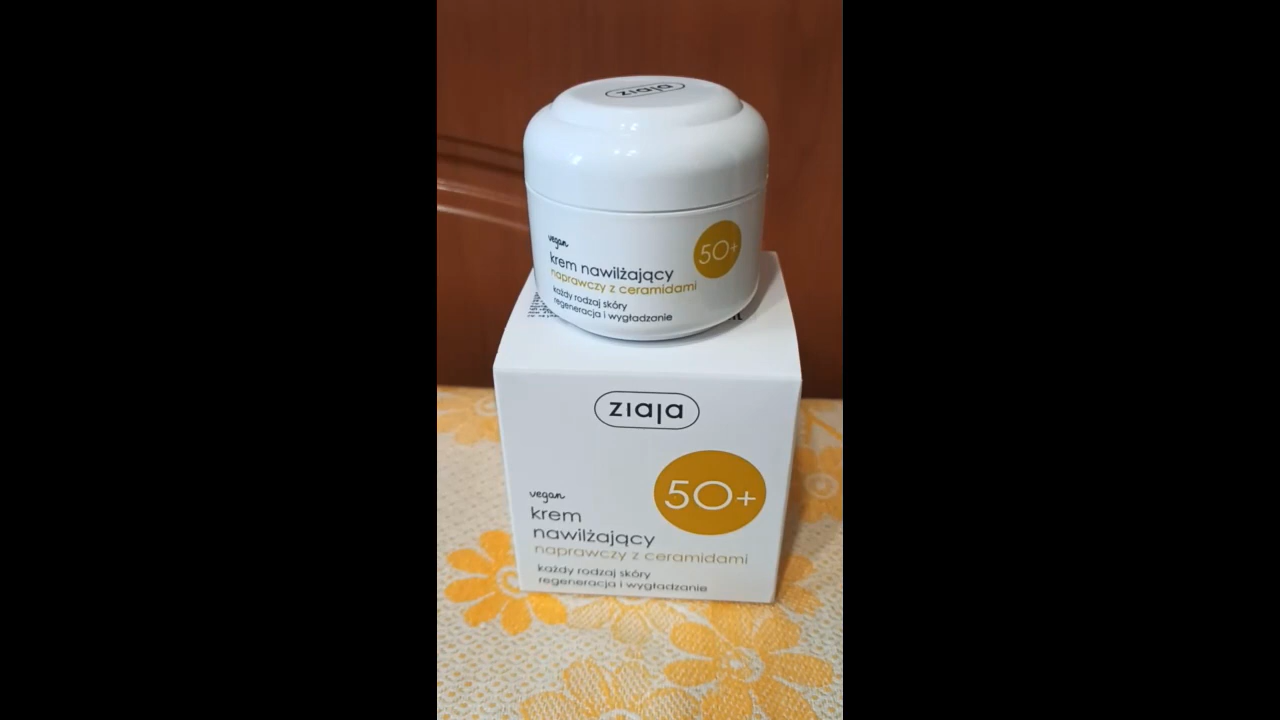 ziaja
vegan
krem nawilżający
naprawczy z ceramidami
każdy rodzaj skóry
regeneracja i wygładzanie
50+
ziaja
50+
vegan
krem
nawilżający
naprawczy z ceramidami
każdy rodzaj skóry
regeneracja i wygładzanie